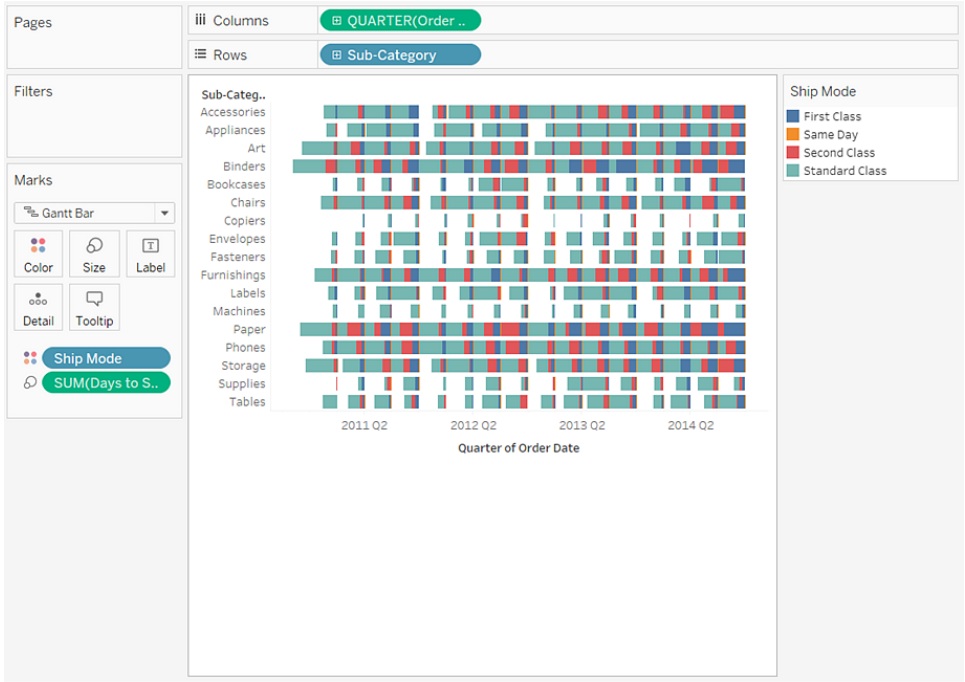 Pages
Columns
QUARTER(Order ..
Rows
Sub-Category
Filters
Marks
Gantt Bar
Color
Size
Label
Detail
Tooltip
Ship Mode
SUM(Days to S..
Sub-Categ..
Accessories
Appliances
Art
Binders
Bookcases
Chairs
Copiers
Envelopes
Fasteners
Furnishings
Labels
Machines
Paper
Phones
Storage
Supplies
Tables
2011 Q2 2012 Q2 2013 Q2 2014 Q2
Quarter of Order Date
Ship Mode
First Class
Same Day
Second Class
Standard Class